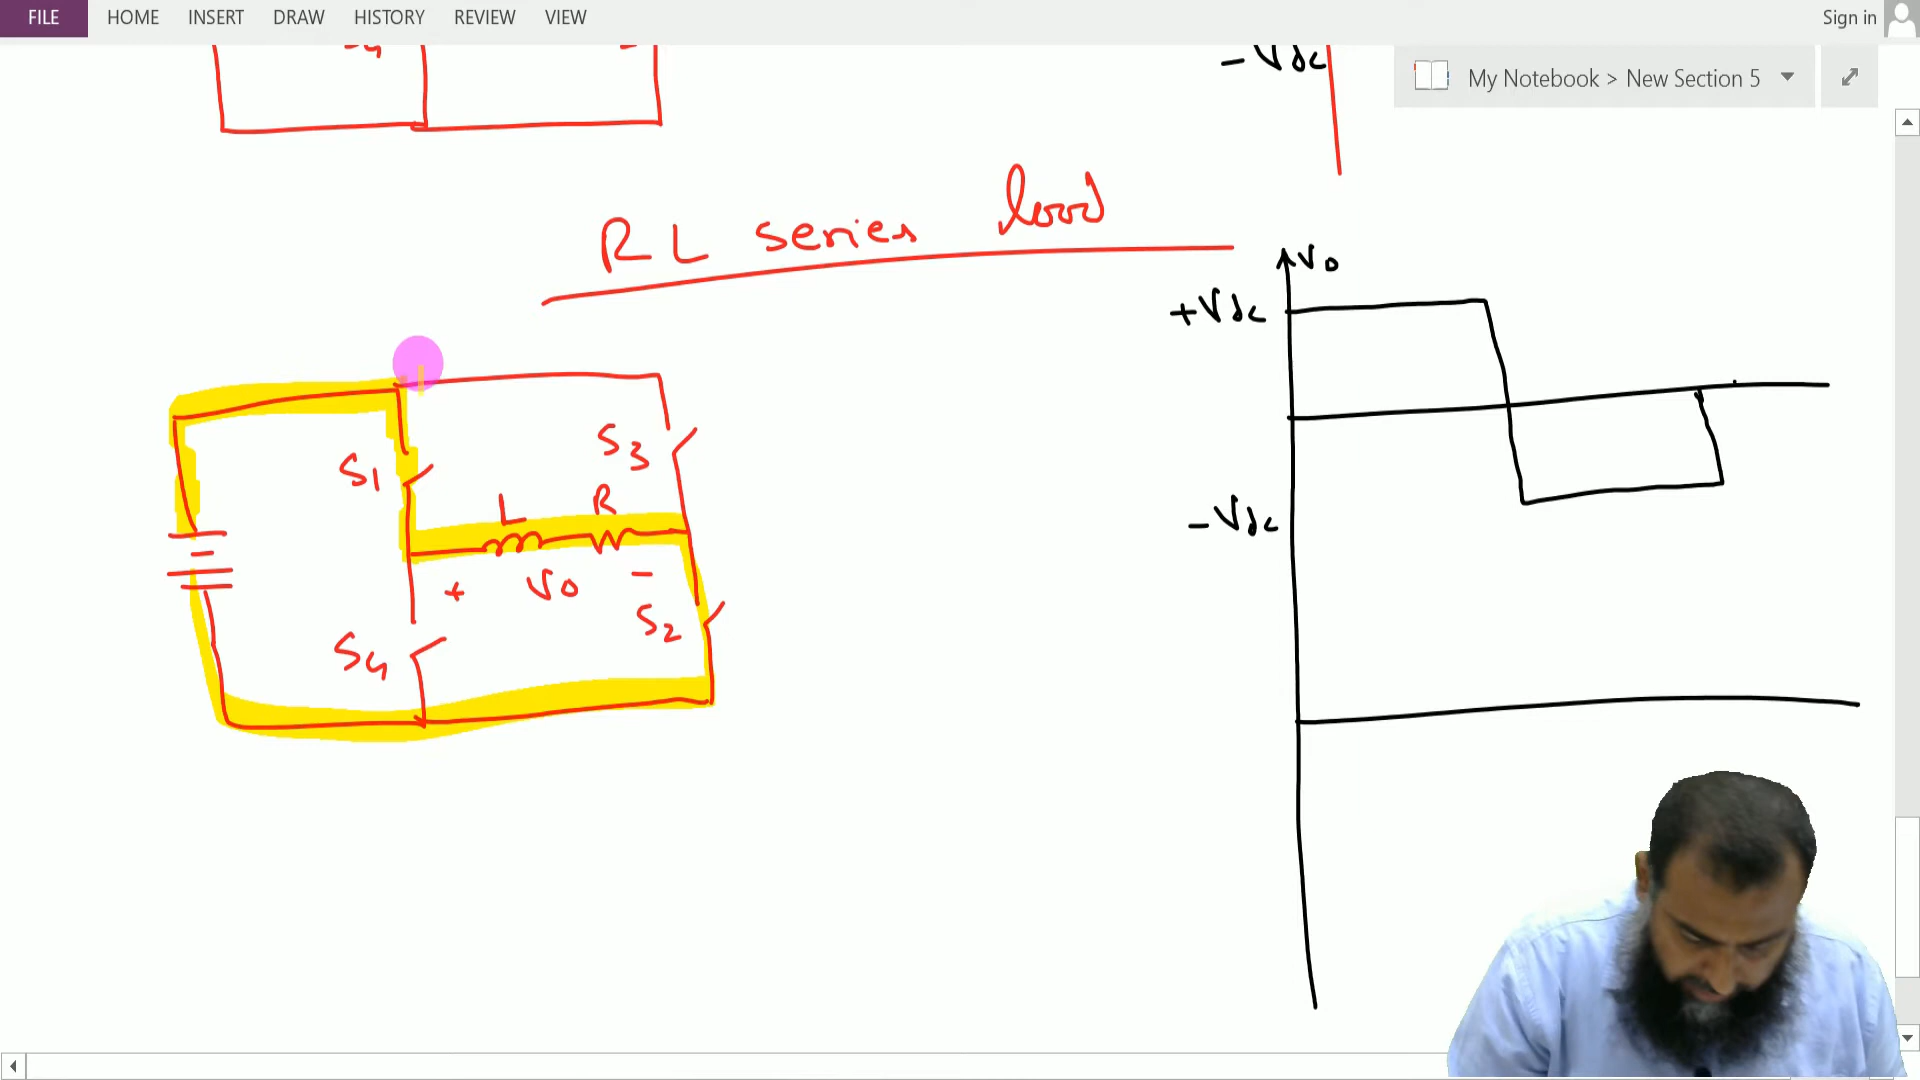 FILE HOME INSERT DRAW HISTORY REVIEW VIEW Sign in
My Notebook > New Section 5
-Vdc
RL series load
Vo
+Vdc
-Vdc
S1
S3
L R
+ Vo -
S2
S4